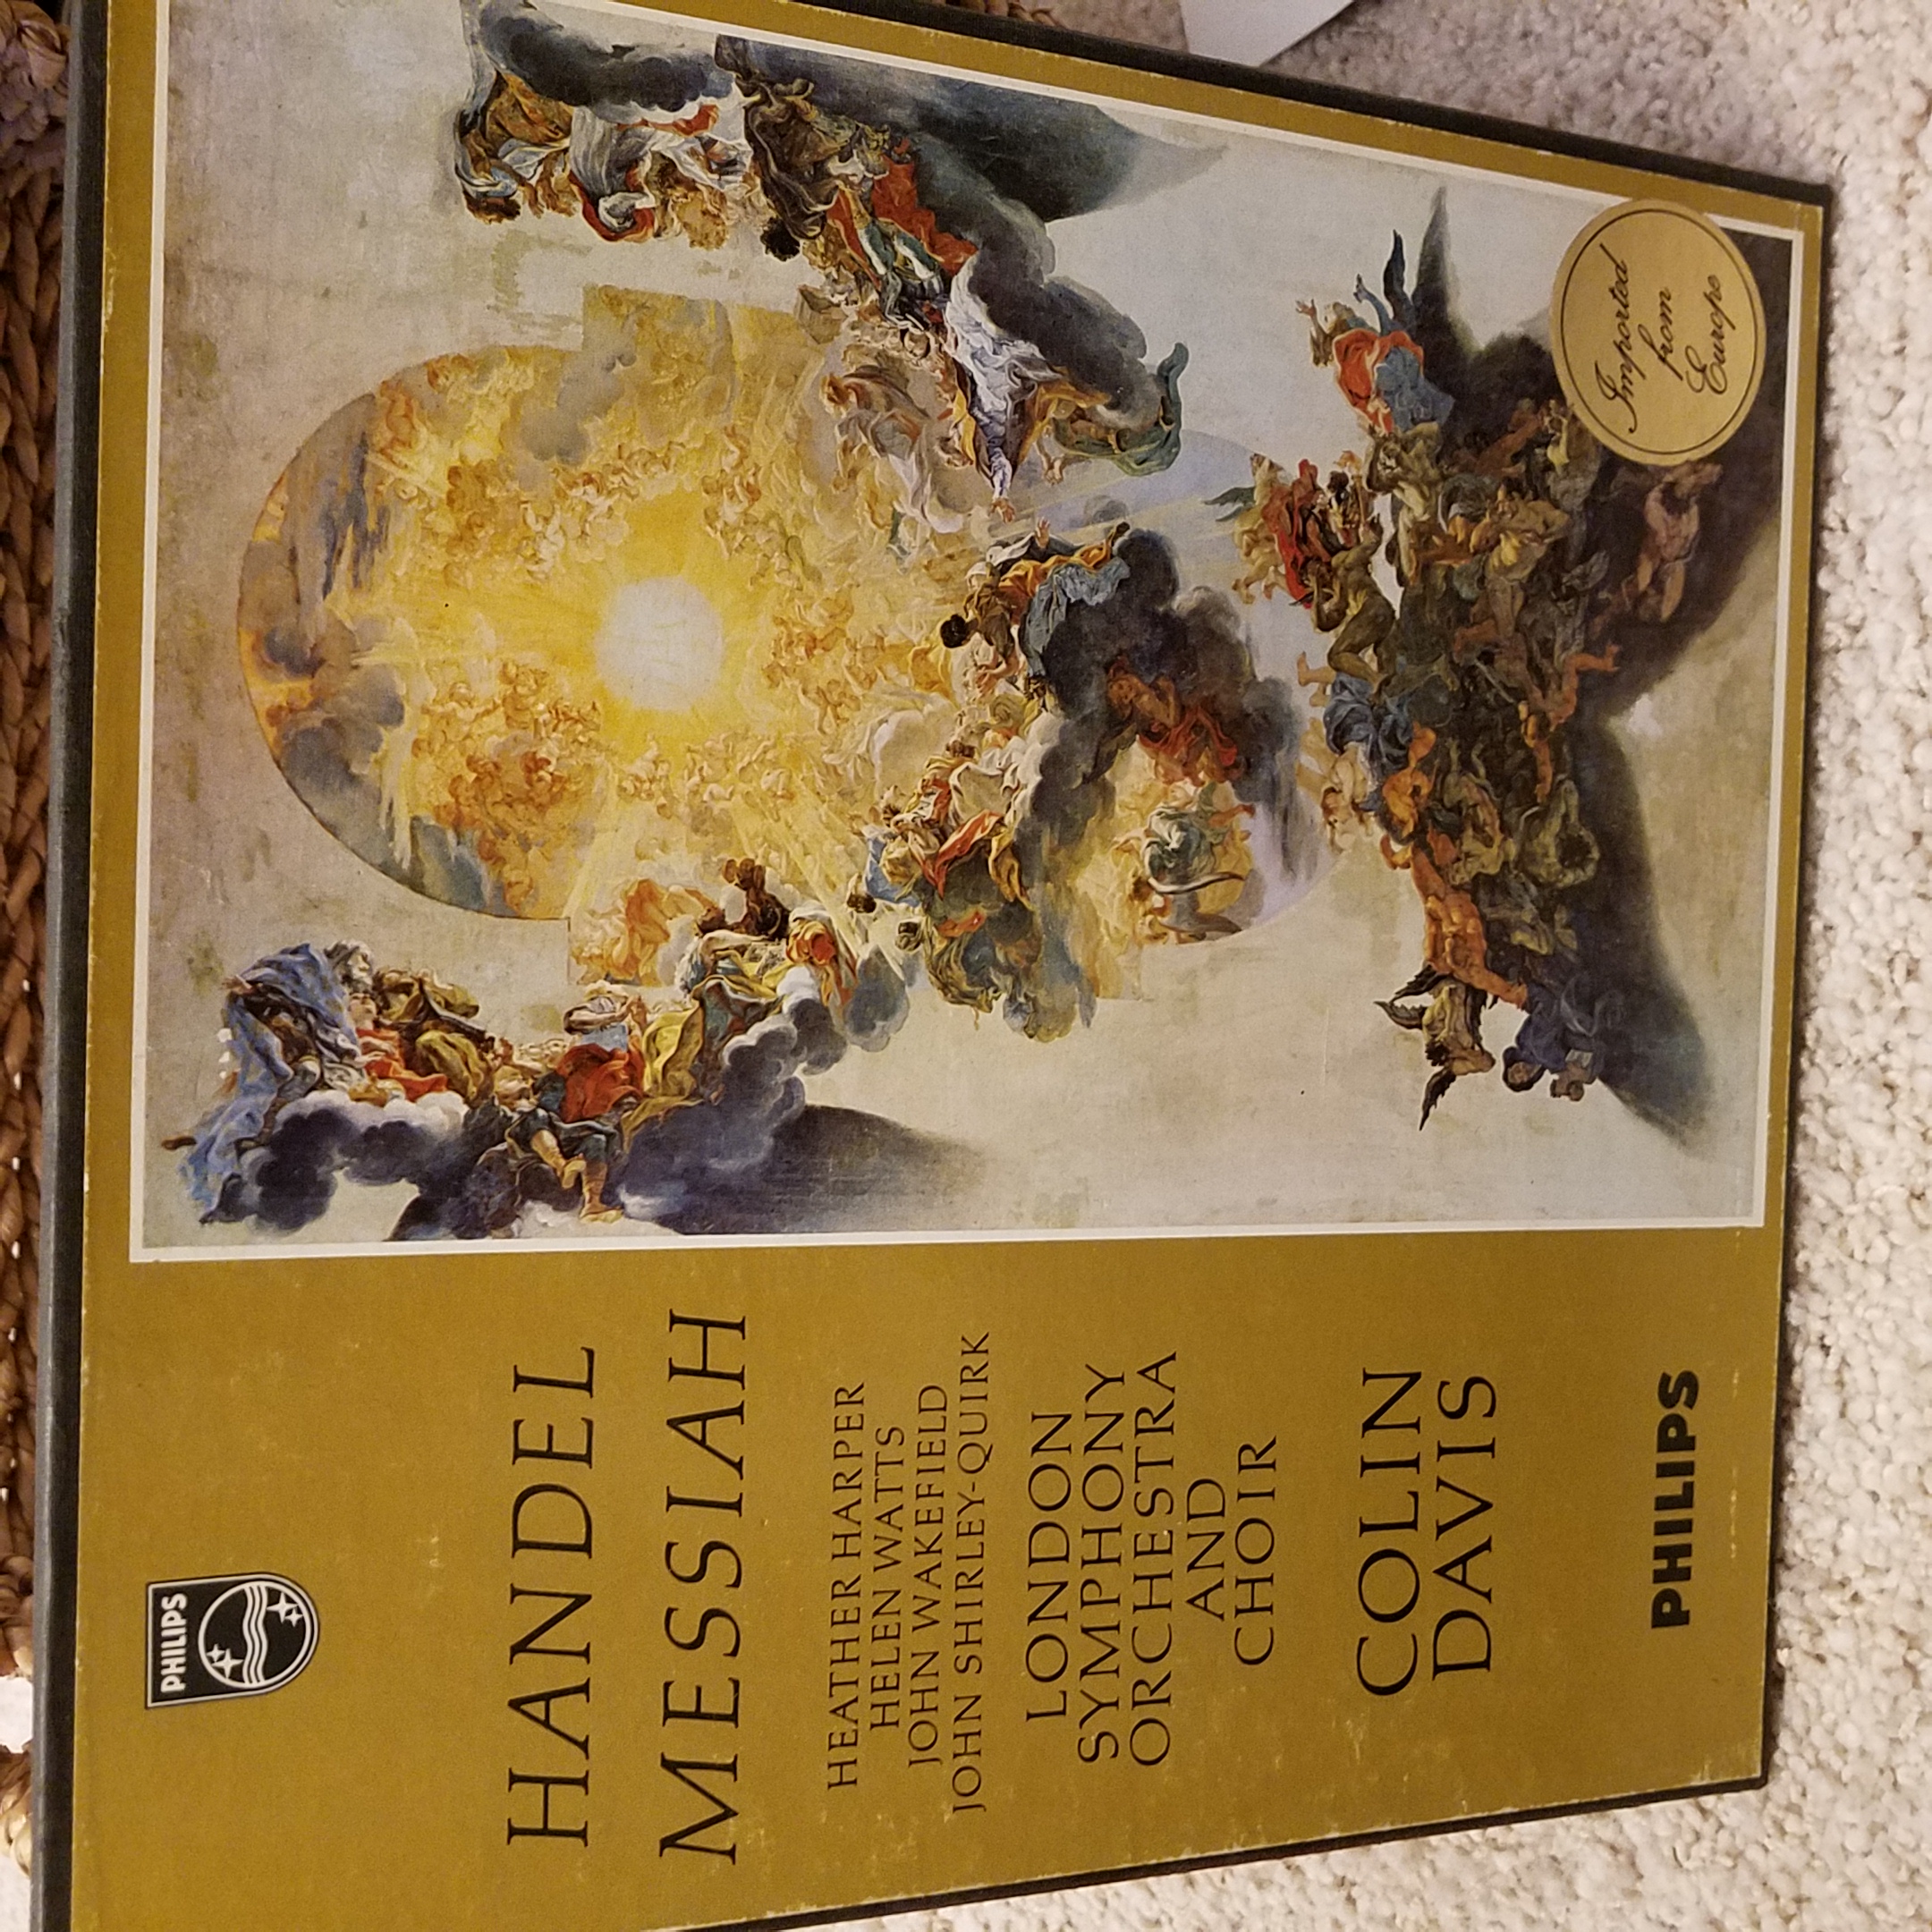 PHILIPS
HANDEL
MESSIAH
HEATHER HARPER
HELEN WATTS
JOHN WAKEFIELD
JOHN SHIRLEY-QUIRK
LONDON
SYMPHONY
ORCHESTRA
AND
CHOIR
COLIN
DAVIS
PHILIPS
Imported
from
Europe